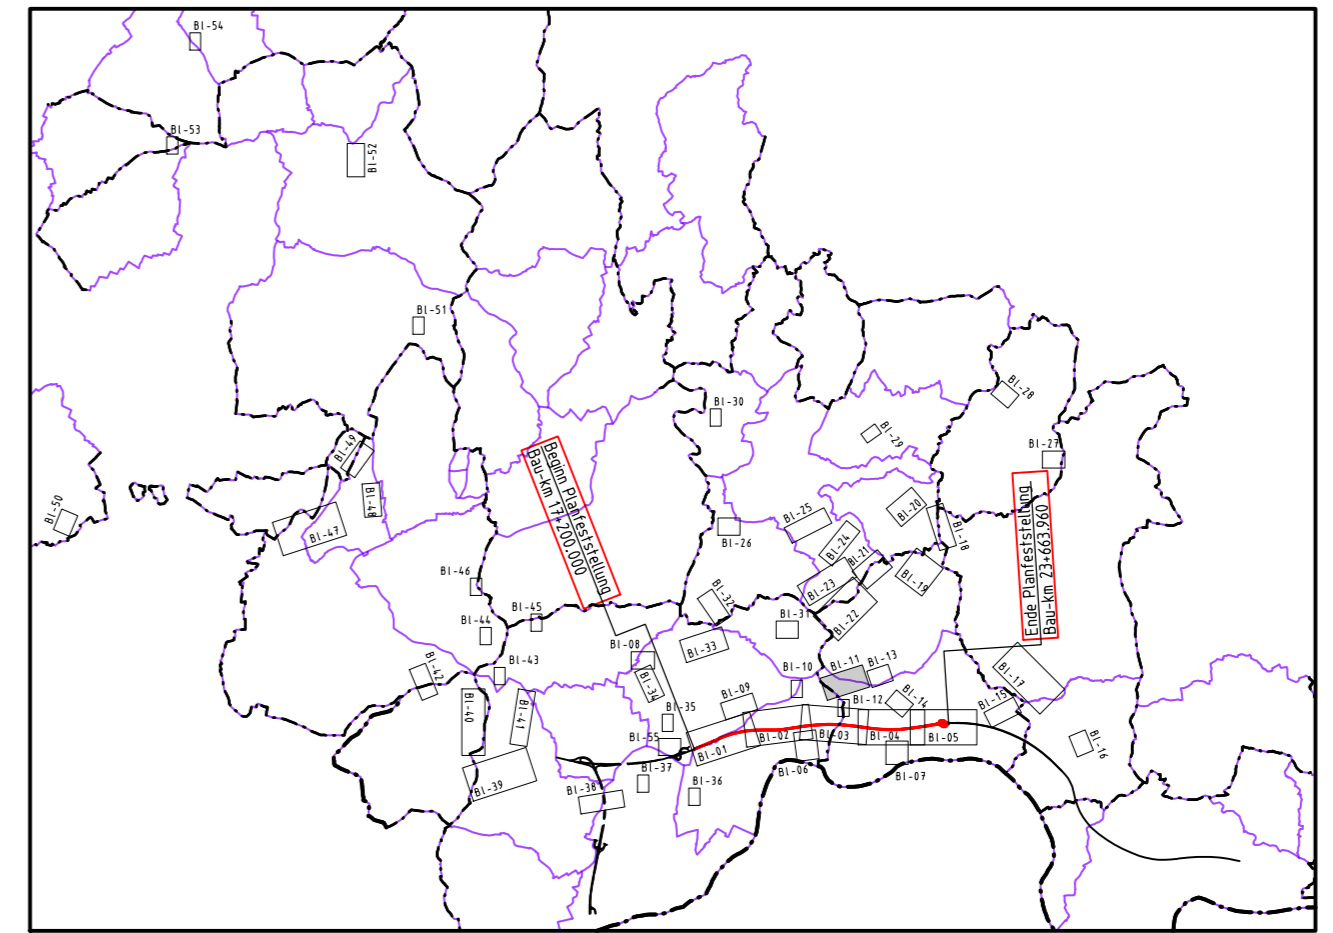 Bl-54
Bl-53
Bl-52
Bl-51
Bl-30
Bl-28
Bl-29
Bl-49
Bl-27
Beginn Planfeststellung
Bau-km 17+200.000
Ende Planfeststellung
Bau-km 23+663.960
Bl-50
Bl-48
Bl-47
Bl-20
Bl-25
Bl-26
Bl-24
Bl-18
Bl-21
Bl-19
Bl-23
Bl-46
Bl-32
Bl-22
Bl-45
Bl-31
Bl-44
Bl-33
Bl-08
Bl-43
Bl-42
Bl-34
Bl-10
Bl-11
Bl-13
Bl-17
Bl-09
Bl-14
Bl-12
Bl-15
Bl-40
Bl-41
Bl-35
Bl-55
Bl-01
Bl-02
Bl-03
Bl-04
Bl-05
Bl-16
Bl-06
Bl-07
Bl-37
Bl-36
Bl-39
Bl-38